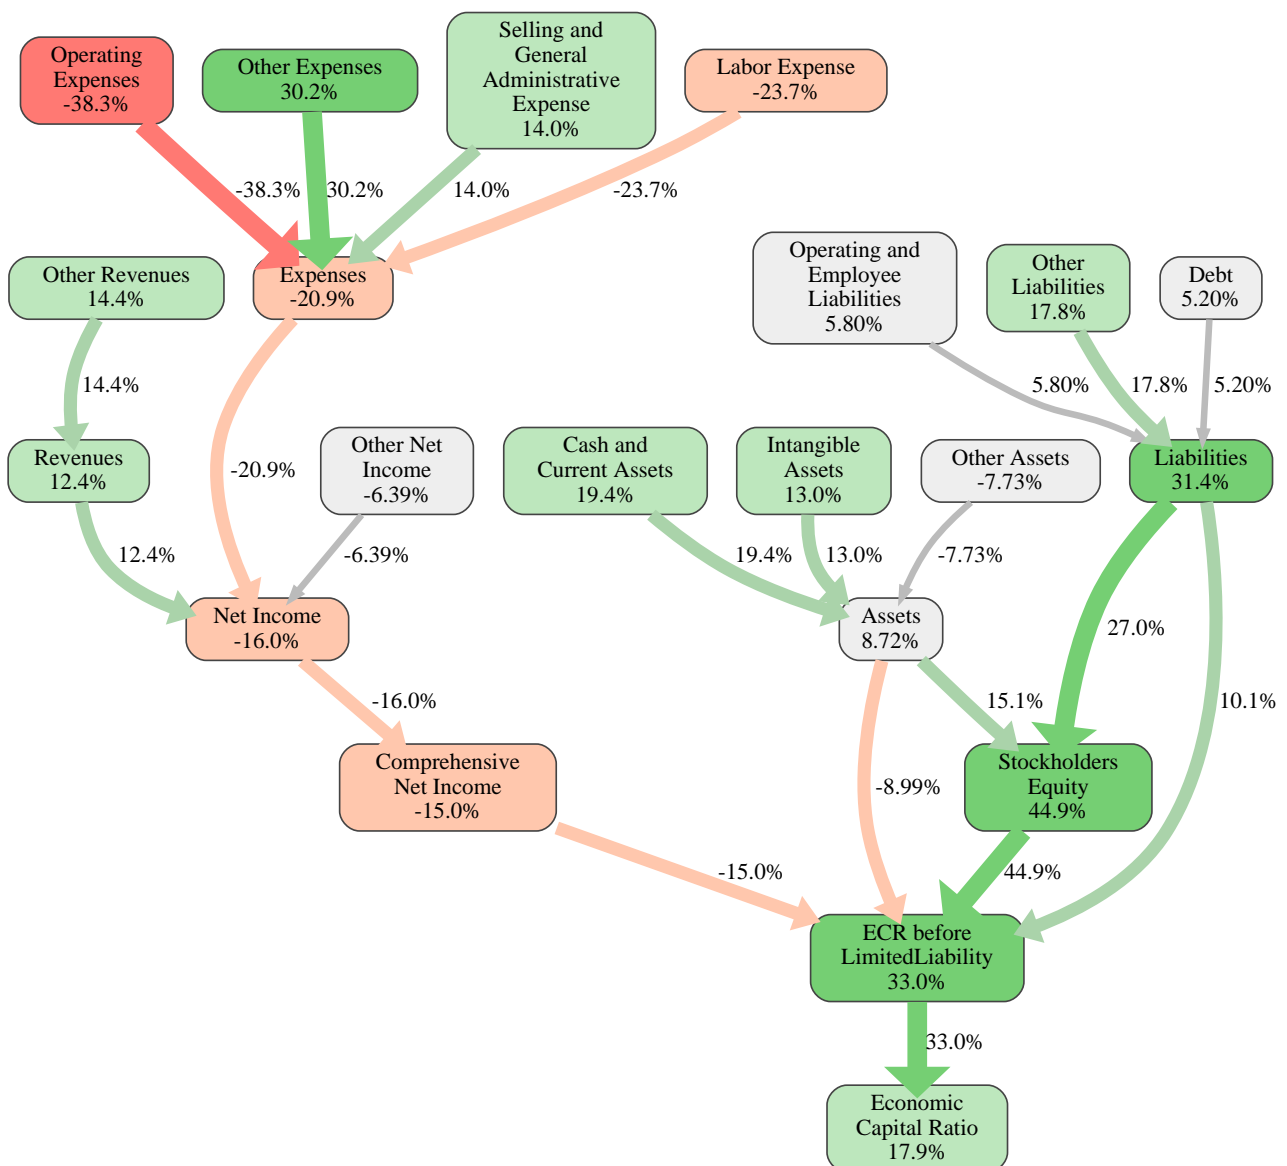 Operating
Expenses
-38.3%
Other Expenses
30.2%
Selling and
General
Administrative
Expense
14.0%
Labor Expense
-23.7%
-38.3%
30.2%
14.0%
-23.7%
Other Revenues
14.4%
Expenses
-20.9%
Operating and
Employee
Liabilities
5.80%
Other
Liabilities
17.8%
Debt
5.20%
14.4%
-20.9%
5.80%
17.8%
5.20%
Revenues
12.4%
Other Net
Income
-6.39%
Cash and
Current Assets
19.4%
Intangible
Assets
13.0%
Other Assets
-7.73%
Liabilities
31.4%
12.4%
-6.39%
19.4%
13.0%
-7.73%
27.0%
10.1%
Net Income
-16.0%
Assets
8.72%
-16.0%
15.1%
-8.99%
Comprehensive
Net Income
-15.0%
Stockholders
Equity
44.9%
-15.0%
44.9%
ECR before
LimitedLiability
33.0%
33.0%
Economic
Capital Ratio
17.9%